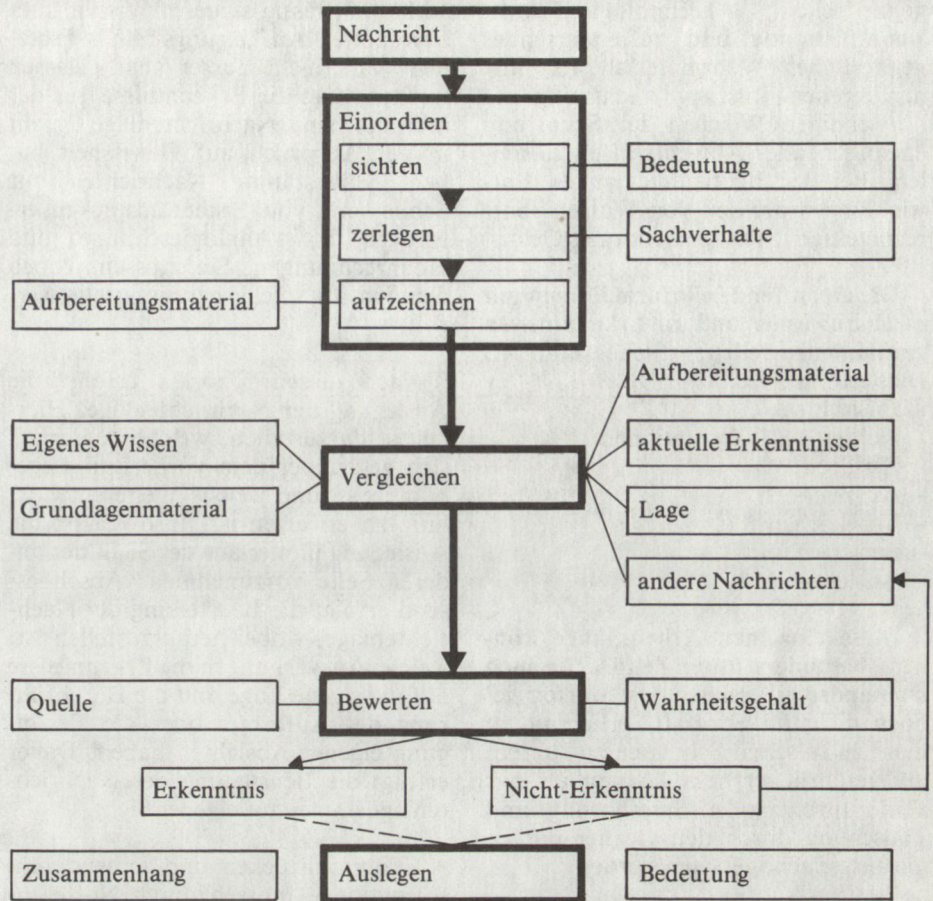 Nachricht
Einordnen
sichten
Bedeutung
zerlegen
Sachverhalte
Aufbereitungsmaterial
aufzeichnen
Aufbereitungsmaterial
Eigenes Wissen
aktuelle Erkenntnisse
Vergleichen
Grundlagenmaterial
Lage
andere Nachrichten
Quelle
Bewerten
Wahrheitsgehalt
Erkenntnis
Nicht-Erkenntnis
Zusammenhang
Auslegen
Bedeutung